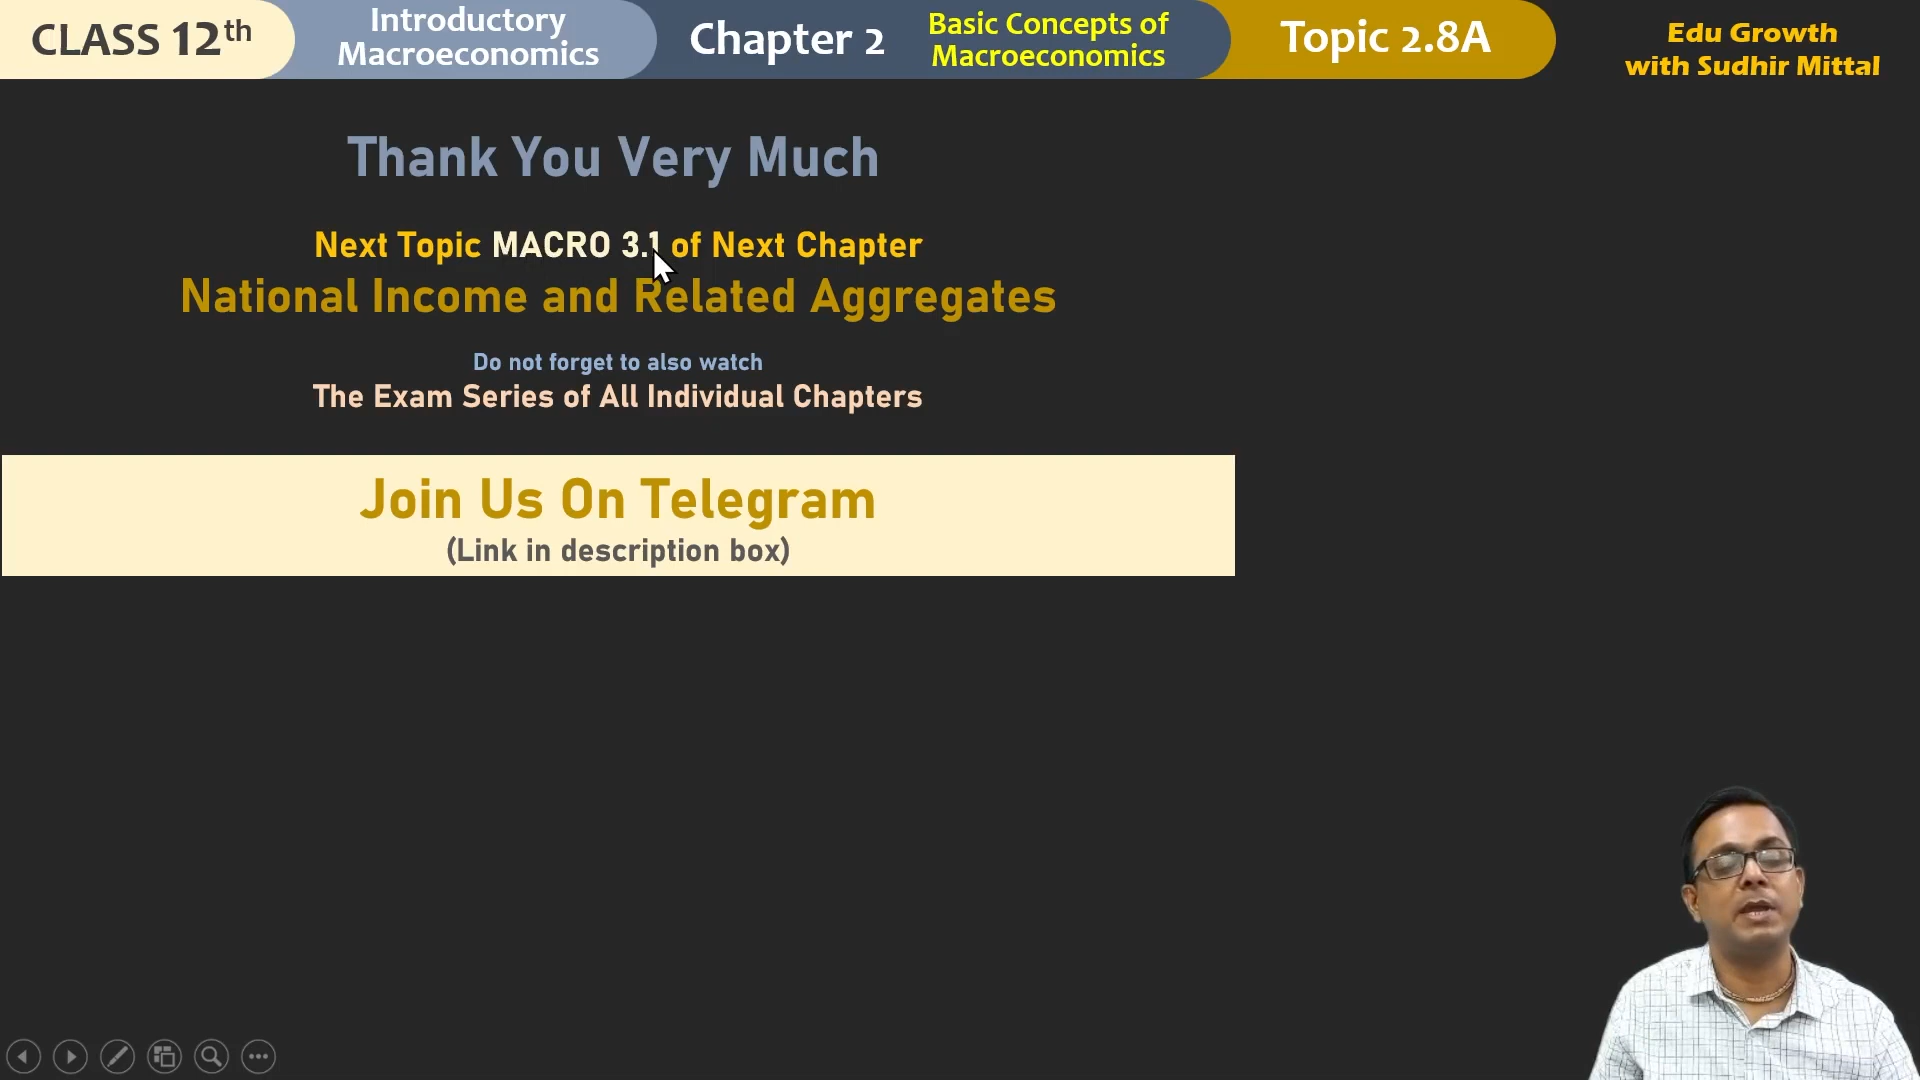 CLASS 12th
Introductory
Macroeconomics
Chapter 2
Basic Concepts of
Macroeconomics
Topic 2.8A
Edu Growth
with Sudhir Mittal
Thank You Very Much
Next Topic MACRO 3.1 of Next Chapter
National Income and Related Aggregates
Do not forget to also watch
The Exam Series of All Individual Chapters
Join Us On Telegram
(Link in description box)